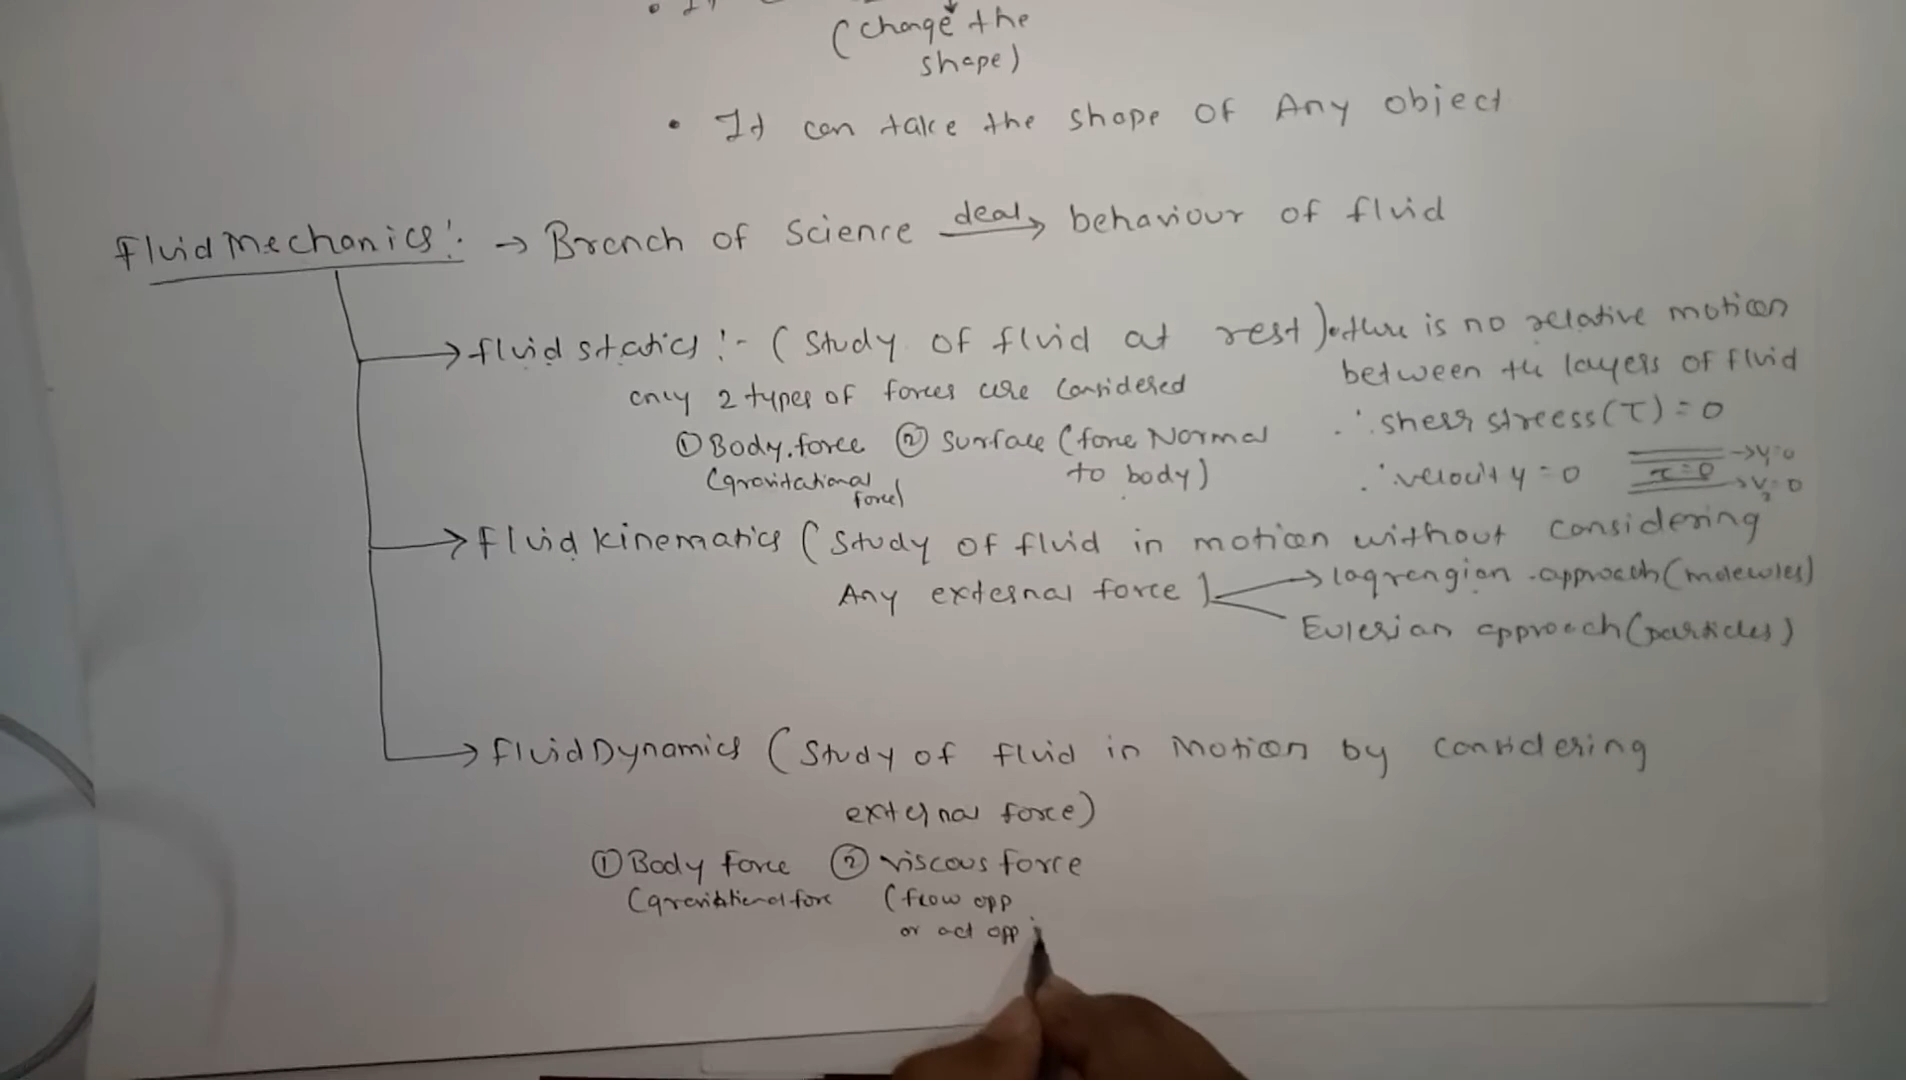 (change the
shape)
• It can take the shape of Any object
Fluid Mechanics :- → Branch of Science deal → behaviour of fluid
→ fluid statics :- (Study of fluid at rest) • there is no relative motion
between the layers of fluid
only 2 types of forces are Considered
∴ shear streess (τ) = 0
① Body force ② Surface (force Normal
to body)
(gravitational
force)
∴ velocity = 0
τ=0
→ Fluid kinematics (Study of fluid in motion without considering
Any external force) → lagrengian approach (molecules)
Eulerian approach (particles)
→ fluid Dynamics (Study of fluid in Motion by Considering
external force)
① Body force ② viscous force
(flow opp
or act opp